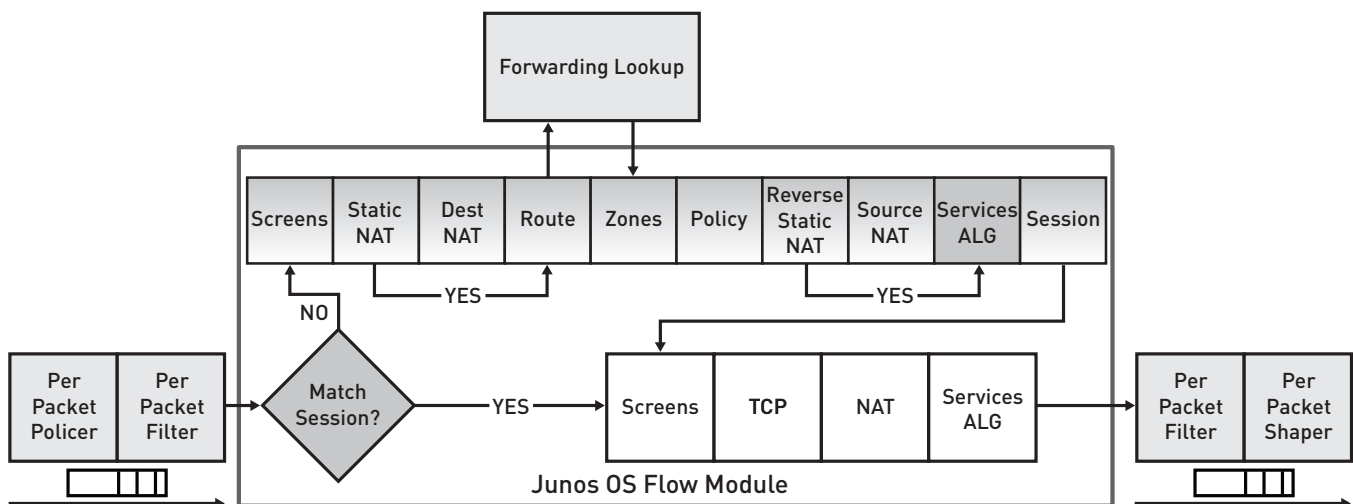 Forwarding Lookup
Screens
Static
NAT
Dest
NAT
Route
Zones
Policy
Reverse
Static
NAT
Source
NAT
Services
ALG
Session
YES
YES
NO
Per
Packet
Policer
Per
Packet
Filter
Match
Session?
YES
Screens
TCP
NAT
Services
ALG
Per
Packet
Filter
Per
Packet
Shaper
Junos OS Flow Module